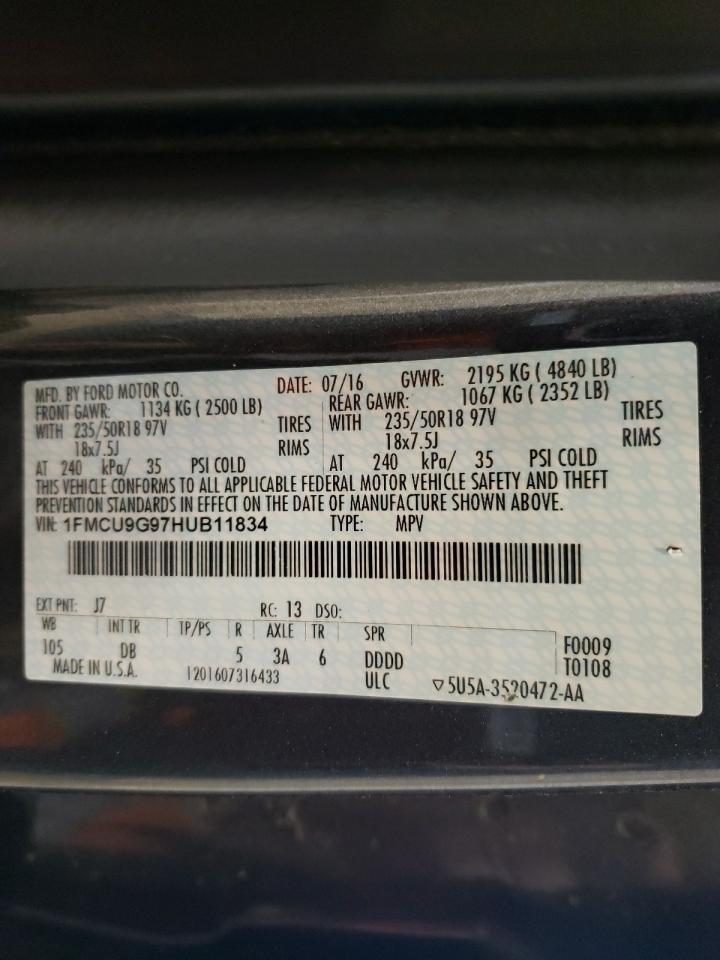 MFD. BY FORD MOTOR CO. DATE: 07/16 GVWR: 2195 KG ( 4840 LB)
FRONT GAWR: 1134 KG ( 2500 LB) REAR GAWR: 1067 KG ( 2352 LB)
WITH 235/50R18 97V TIRES WITH 235/50R18 97V TIRES
18x7.5J RIMS 18x7.5J RIMS
AT 240 kPa/ 35 PSI COLD AT 240 kPa/ 35 PSI COLD
THIS VEHICLE CONFORMS TO ALL APPLICABLE FEDERAL MOTOR VEHICLE SAFETY AND THEFT
PREVENTION STANDARDS IN EFFECT ON THE DATE OF MANUFACTURE SHOWN ABOVE.
VIN: 1FMCU9G97HUB11834 TYPE: MPV
EXT PNT: J7 RC: 13 DSO:
WB INT TR TP/PS R AXLE TR SPR
105 DB 5 3A 6 DDDD F0009
MADE IN U.S.A. 1201607316433 ULC T0108
▽5U5A-3520472-AA